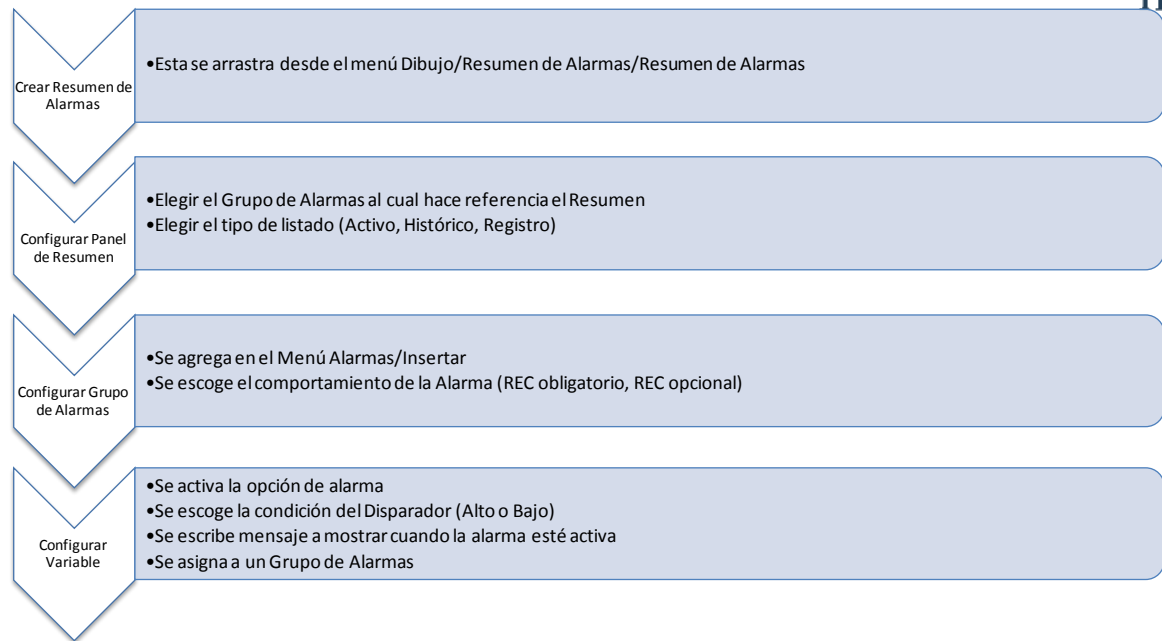 Crear Resumen de
Alarmas
•Esta se arrastra desde el menú Dibujo/Resumen de Alarmas/Resumen de Alarmas
Configurar Panel
de Resumen
•Elegir el Grupo de Alarmas al cual hace referencia el Resumen
•Elegir el tipo de listado (Activo, Histórico, Registro)
Configurar Grupo
de Alarmas
•Se agrega en el Menú Alarmas/Insertar
•Se escoge el comportamiento de la Alarma (REC obligatorio, REC opcional)
Configurar
Variable
•Se activa la opción de alarma
•Se escoge la condición del Disparador (Alto o Bajo)
•Se escribe mensaje a mostrar cuando la alarma esté activa
•Se asigna a un Grupo de Alarmas